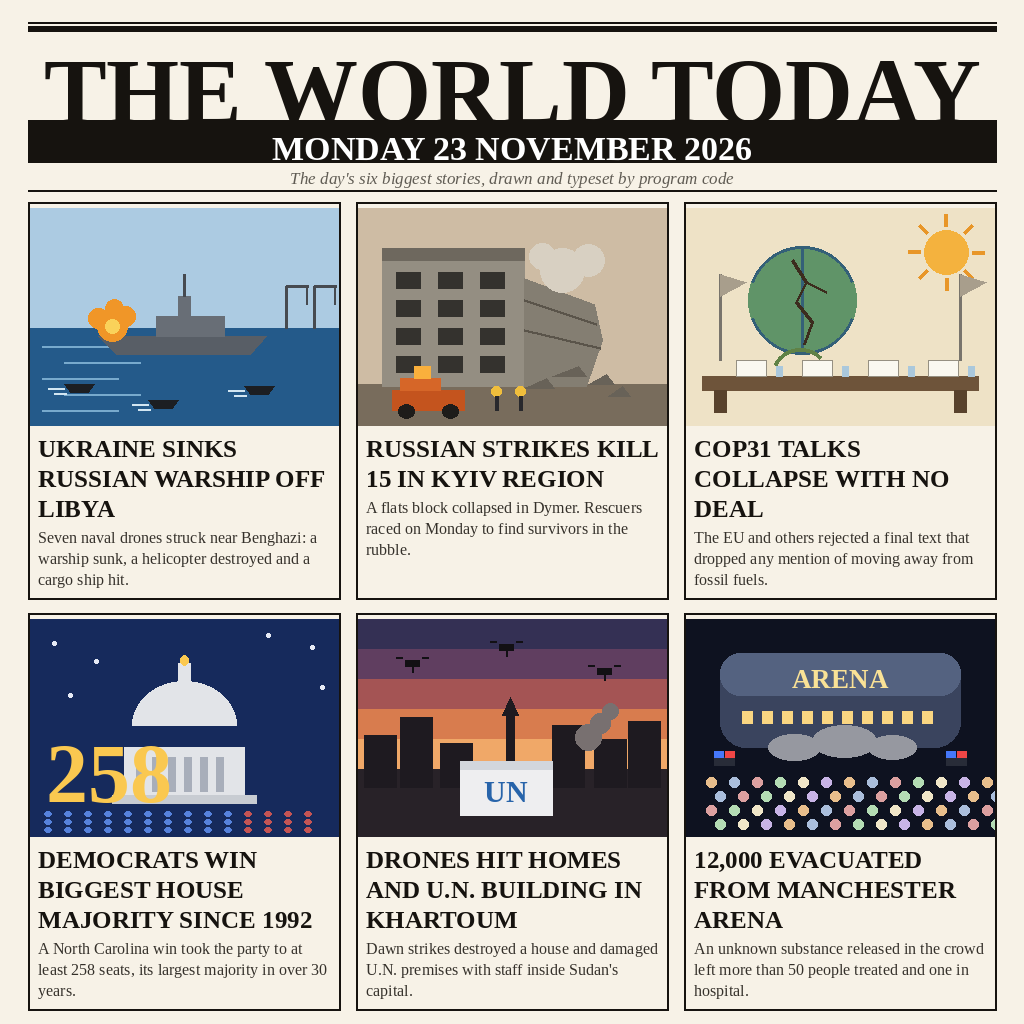 THE WORLD TODAY
MONDAY 23 NOVEMBER 2026
The day's six biggest stories, drawn and typeset by program code
UKRAINE SINKS
RUSSIAN WARSHIP OFF
LIBYA
Seven naval drones struck near Benghazi: a
warship sunk, a helicopter destroyed and a
cargo ship hit.
RUSSIAN STRIKES KILL
15 IN KYIV REGION
A flats block collapsed in Dymer. Rescuers
raced on Monday to find survivors in the
rubble.
COP31 TALKS
COLLAPSE WITH NO
DEAL
The EU and others rejected a final text that
dropped any mention of moving away from
fossil fuels.
258
DEMOCRATS WIN
BIGGEST HOUSE
MAJORITY SINCE 1992
A North Carolina win took the party to at
least 258 seats, its largest majority in over 30
years.
UN
DRONES HIT HOMES
AND U.N. BUILDING IN
KHARTOUM
Dawn strikes destroyed a house and damaged
U.N. premises with staff inside Sudan's
capital.
ARENA
12,000 EVACUATED
FROM MANCHESTER
ARENA
An unknown substance released in the crowd
left more than 50 people treated and one in
hospital.